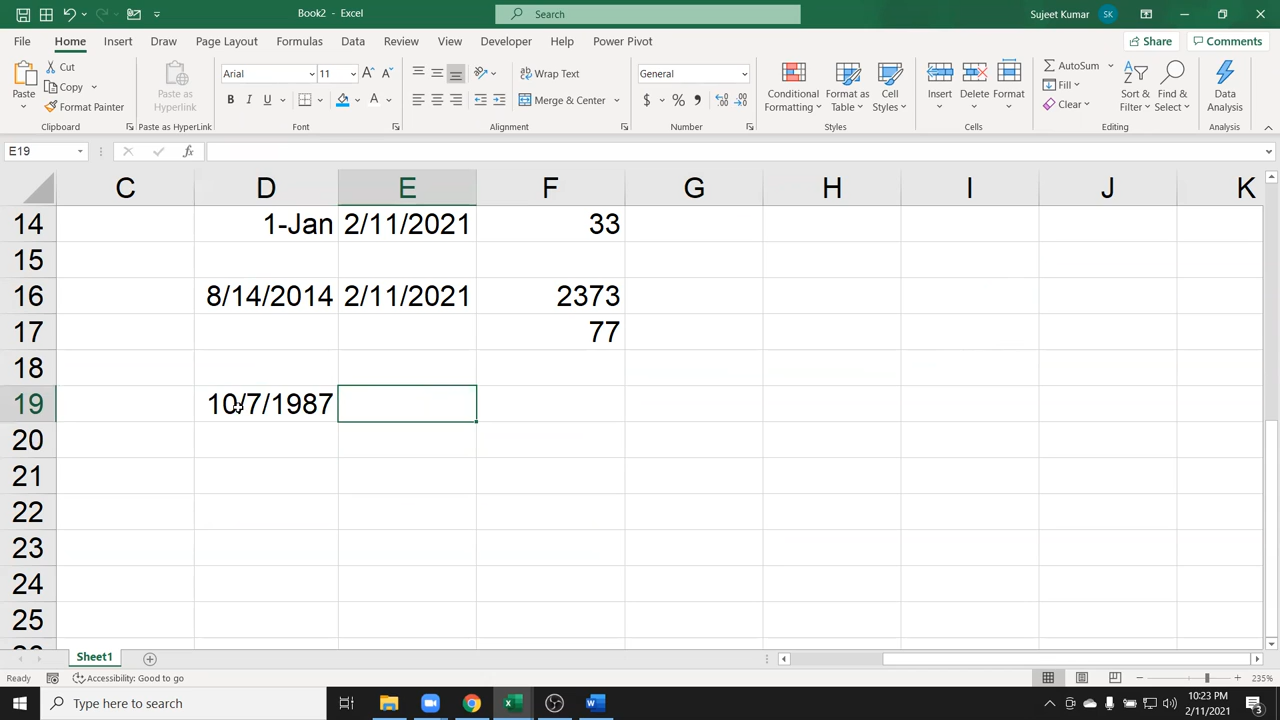 Book2 - Excel
Search
Sujeet Kumar
SK
File Home Insert Draw Page Layout Formulas Data Review View Developer Help Power Pivot
Share
Comments
Paste
Cut
Copy
Format Painter
Clipboard
Paste as
Hyperlink
Paste as HyperLink
Arial
11
B I U
Font
Wrap Text
Merge & Center
Alignment
General
$ % ,
Number
Conditional
Formatting
Format as
Table
Cell
Styles
Styles
Insert
Delete
Format
Cells
AutoSum
Fill
Clear
Sort &
Filter
Find &
Select
Editing
Data
Analysis
Analysis
E19
fx
C D E F G H I J K
14 1-Jan 2/11/2021 33
15
16 8/14/2014 2/11/2021 2373
17 77
18
19 10/7/1987
20
21
22
23
24
25
Sheet1
Ready
Accessibility: Good to go
235%
Type here to search
10:23 PM
2/11/2021
3